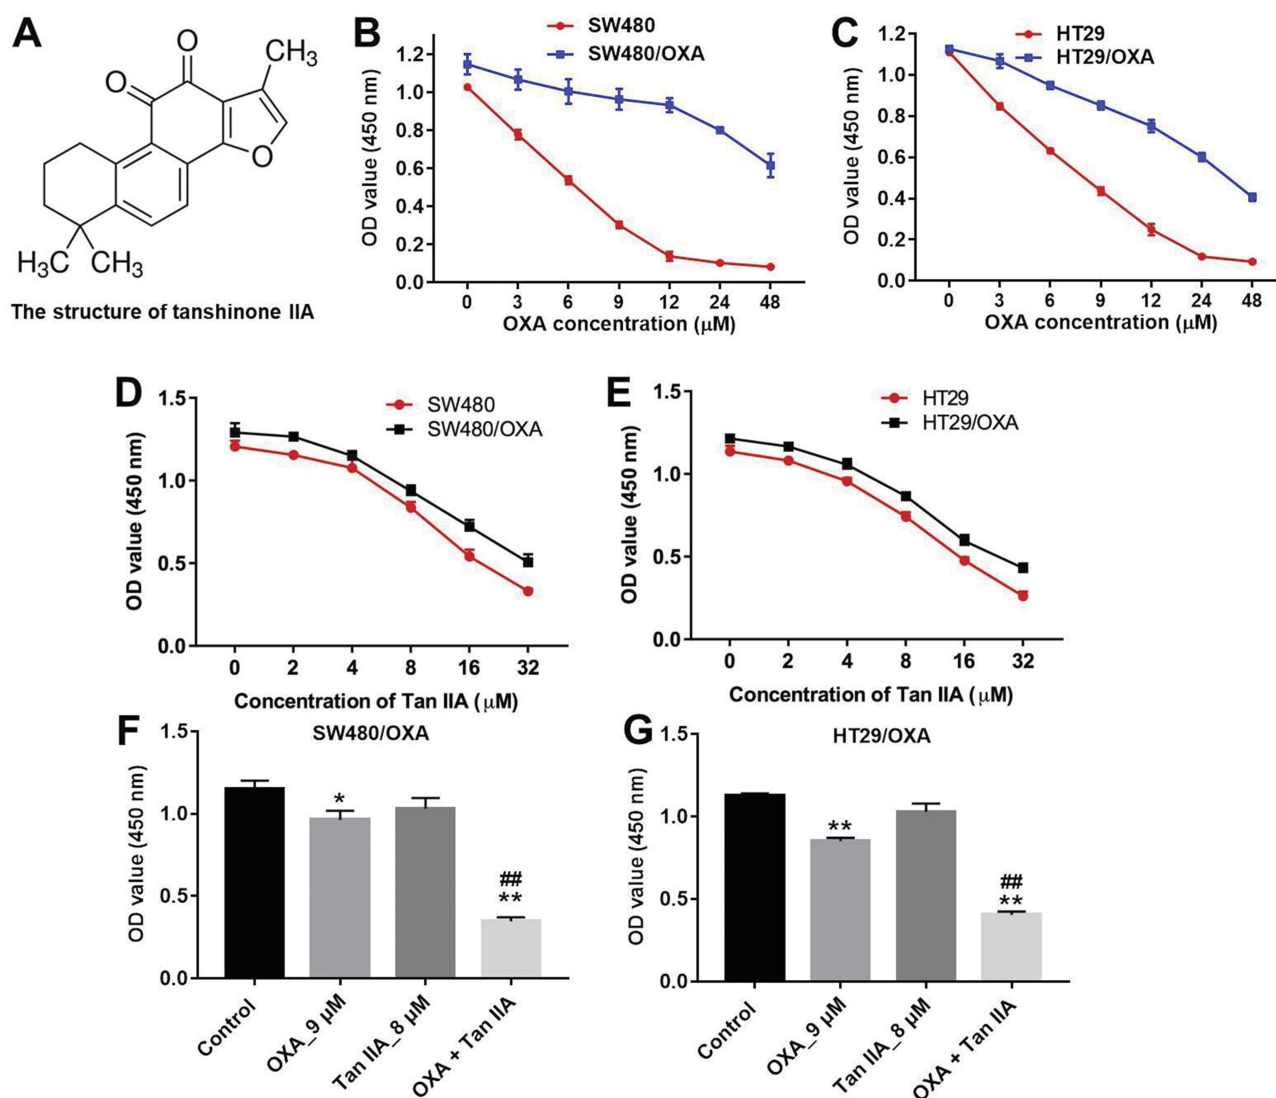 A
O
O
CH3
O
H3C CH3
The structure of tanshinone IIA
B
SW480
SW480/OXA
OD value (450 nm)
1.2
1.0
0.8
0.6
0.4
0.2
0.0
0 3 6 9 12 24 48
OXA concentration (μM)
C
HT29
HT29/OXA
OD value (450 nm)
1.2
1.0
0.8
0.6
0.4
0.2
0.0
0 3 6 9 12 24 48
OXA concentration (μM)
D
SW480
SW480/OXA
OD value (450 nm)
1.5
1.0
0.5
0.0
0 2 4 8 16 32
Concentration of Tan IIA (μM)
E
HT29
HT29/OXA
OD value (450 nm)
1.5
1.0
0.5
0.0
0 2 4 8 16 32
Concentration of Tan IIA (μM)
F
SW480/OXA
OD value (450 nm)
1.5
1.0
0.5
0.0
*
##
**
Control
OXA_9 μM
Tan IIA_8 μM
OXA + Tan IIA
G
HT29/OXA
OD value (450 nm)
1.5
1.0
0.5
0.0
**
##
**
Control
OXA_9 μM
Tan IIA_8 μM
OXA + Tan IIA